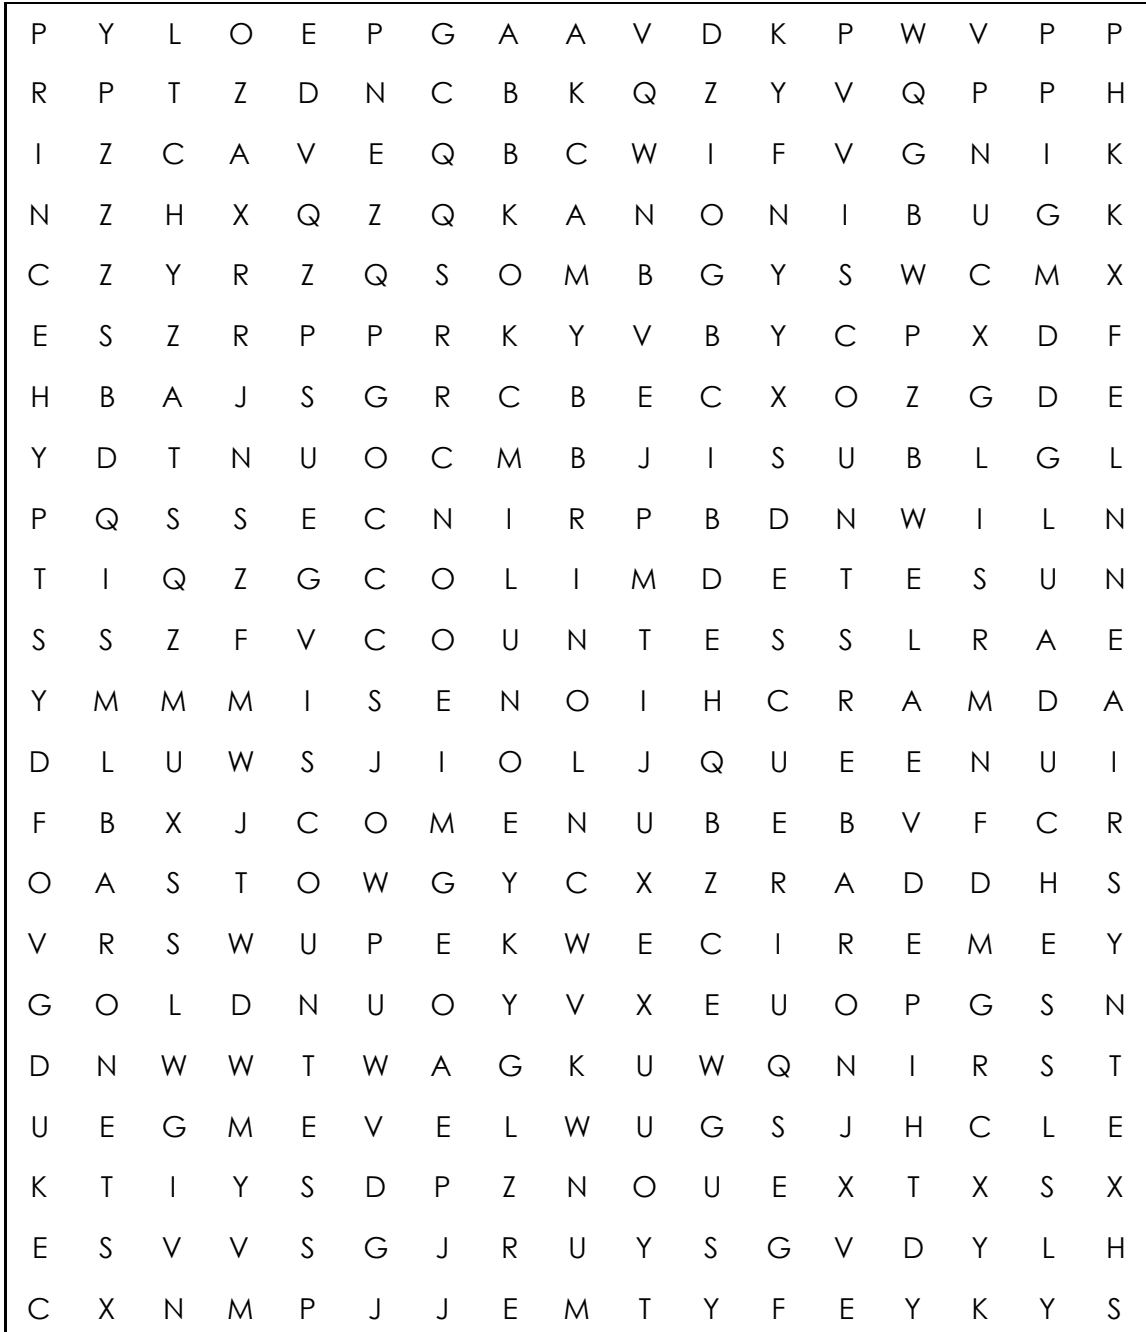 P Y L O E P G A A V D K P W V P P
R P T Z D N C B K Q Z Y V Q P P H
I Z C A V E Q B C W I F V G N I K
N Z H X Q Z Q K A N O N I B U G K
C Z Y R Z Q S O M B G Y S W C M X
E S Z R P P R K Y V B Y C P X D F
H B A J S G R C B E C X O Z G D E
Y D T N U O C M B J I S U B L G L
P Q S S E C N I R P B D N W I L N
T I Q Z G C O L I M D E T E S U N
S S Z F V C O U N T E S S L R A E
Y M M M I S E N O I H C R A M D A
D L U W S J I O L J Q U E E N U I
F B X J C O M E N U B E B V F C R
O A S T O W G Y C X Z R A D D H S
V R S W U P E K W E C I R E M E Y
G O L D N U O Y V X E U O P G S N
D N W W T W A G K U W Q N I R S T
U E G M E V E L W U G S J H C L E
K T I Y S D P Z N O U E X T X S X
E S V V S G J R U Y S G V D Y L H
C X N M P J J E M T Y F E Y K Y S